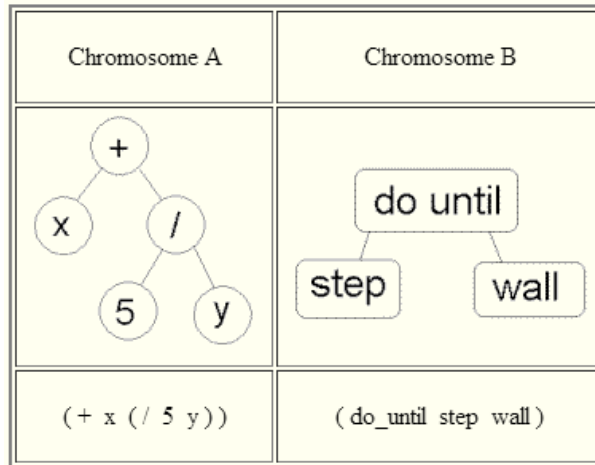 Chromosome A
Chromosome B
+
x
/
5
y
do until
step
wall
( + x ( / 5 y ) )
( do_until step wall )